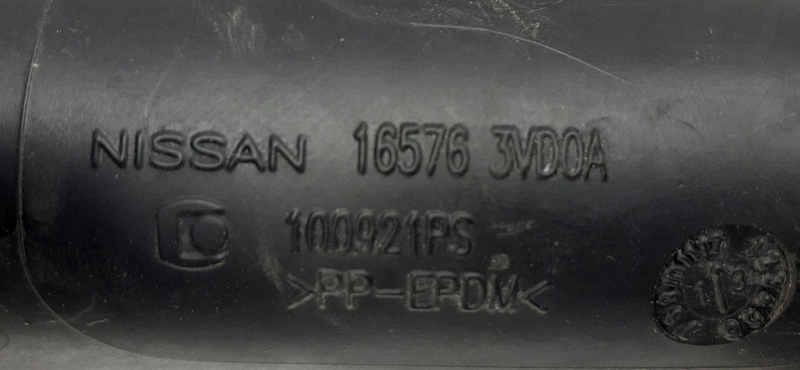 NISSAN 16576 3VD0A
100921PS
>PP-EPDM<